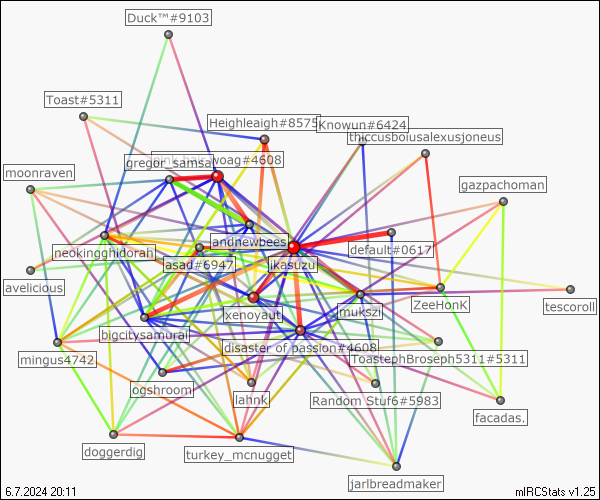 Duck™#9103
Toast#5311
Heighleaigh#8575
Knowun#6424
thiccusboiusalexusjoneus
gregor_samsa
woag#4608
moonraven
gazpachoman
andnewbees
neokingghidorah
default#0617
asad#6947
jikasuzu
avelicious
tescoroll
xenoyaut
mukszi
ZeeHonK
bigcitysamurai
disaster of passion#4608
mingus4742
ToastephBroseph5311#5311
ogshroom
lahnk
Random Stuf6#5983
facadas.
doggerdig
turkey_mcnugget
jarlbreadmaker
6.7.2024 20:11
mIRCStats v1.25